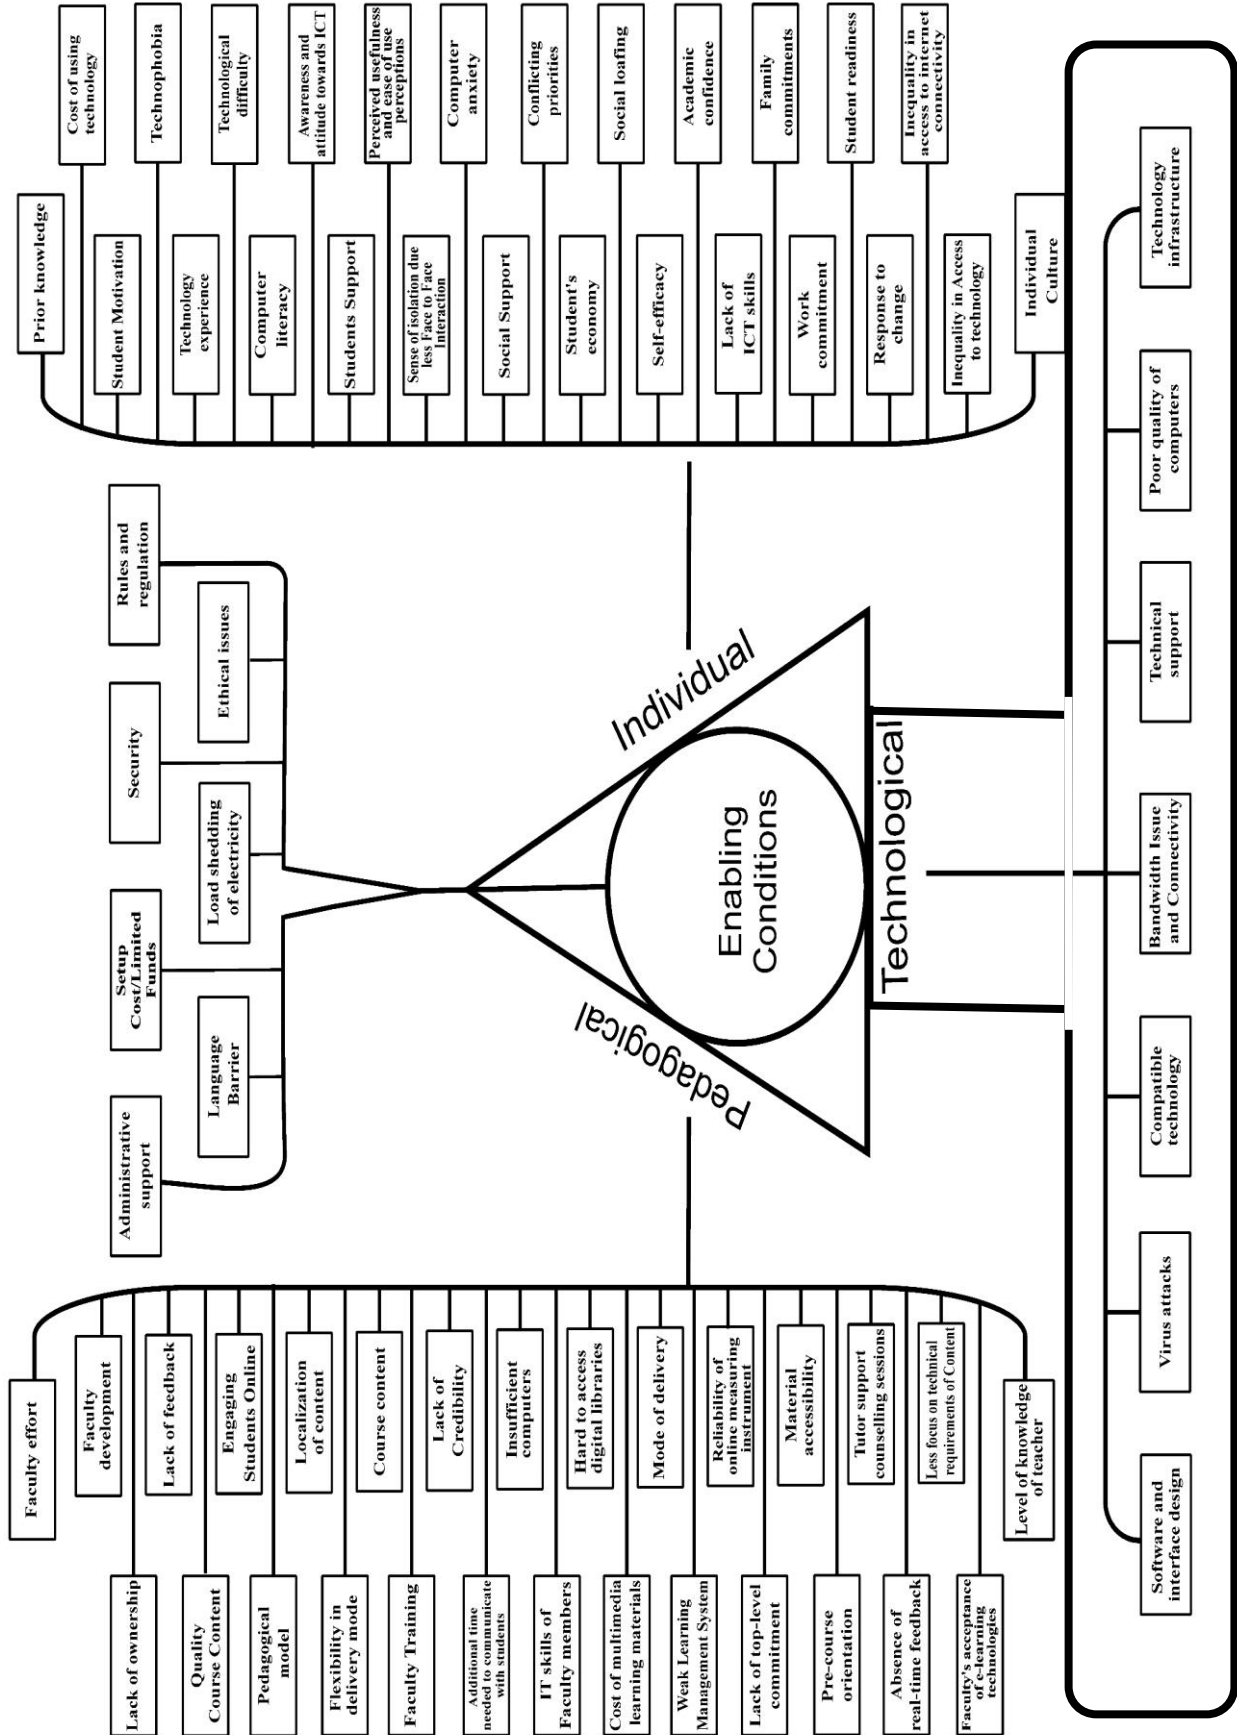 Faculty effort
Faculty
development
Lack of feedback
Engaging
Students Online
Localization
of content
Course content
Lack of
Credibility
Insufficient
computers
Hard to access
digital libraries
Mode of delivery
Reliability of
online measuring
instrument
Material
accessibility
Tutor support
counselling sessions
Less focus on technical
requirements of Content
Level of knowledge
of teacher
Lack of ownership
Quality
Course Content
Pedagogical
model
Flexibility in
delivery mode
Faculty Training
Additional time
needed to communicate
with students
IT skills of
Faculty members
Cost of multimedia
learning materials
Weak Learning
Management System
Lack of top-level
commitment
Pre-course
orientation
Absence of
real-time feedback
Faculty's acceptance
of e-learning
technologies
Administrative
support
Language
Barrier
Setup
Cost/Limited
Funds
Load shedding
of electricity
Security
Ethical issues
Rules and
regulation
Pedagogical
Individual
Enabling
Conditions
Technological
Prior knowledge
Student Motivation
Technology
experience
Computer
literacy
Students Support
Sense of isolation due
less Face to Face
Interaction
Social Support
Student's
economy
Self-efficacy
Lack of
ICT skills
Work
commitment
Response to
change
Inequality in Access
to technology
Individual
Culture
Cost of using
technology
Technophobia
Technological
difficulty
Awareness and
attitude towards ICT
Perceived usefulness
and ease of use
perceptions
Computer
anxiety
Conflicting
priorities
Social loafing
Academic
confidence
Family
commitments
Student readiness
Inequality in
access to internet
connectivity
Software and
interface design
Virus attacks
Compatible
technology
Bandwidth Issue
and Connectivity
Technical
support
Poor quality of
computers
Technology
infrastructure